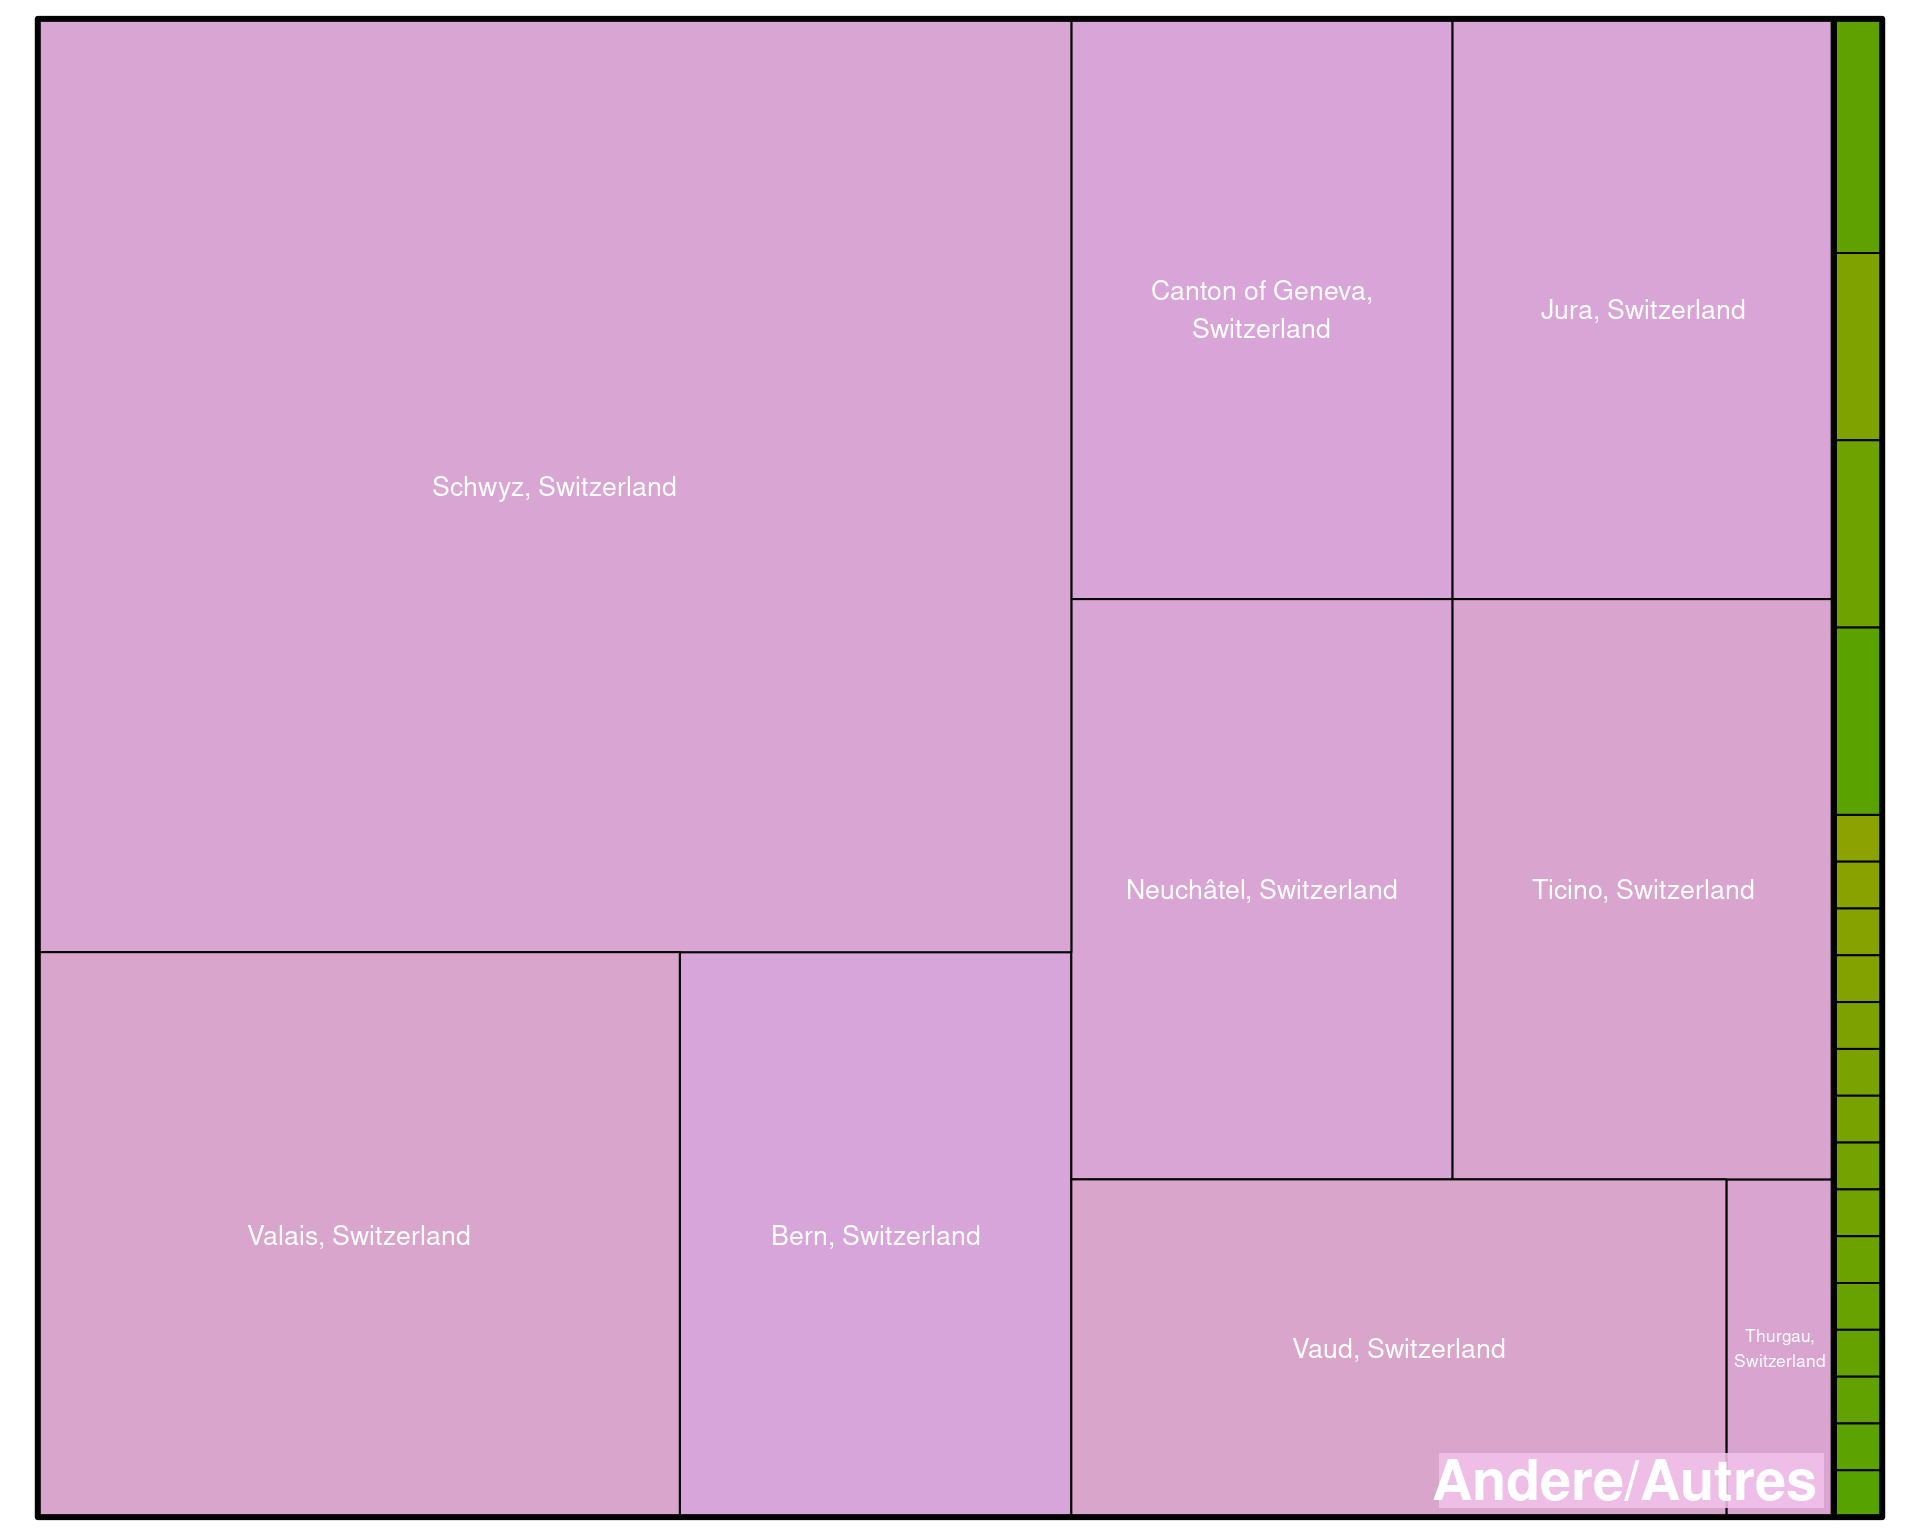 Canton of Geneva,
Switzerland
Jura, Switzerland
Schwyz, Switzerland
Neuchâtel, Switzerland
Ticino, Switzerland
Valais, Switzerland
Bern, Switzerland
Vaud, Switzerland
Thurgau,
Switzerland
Andere/Autres